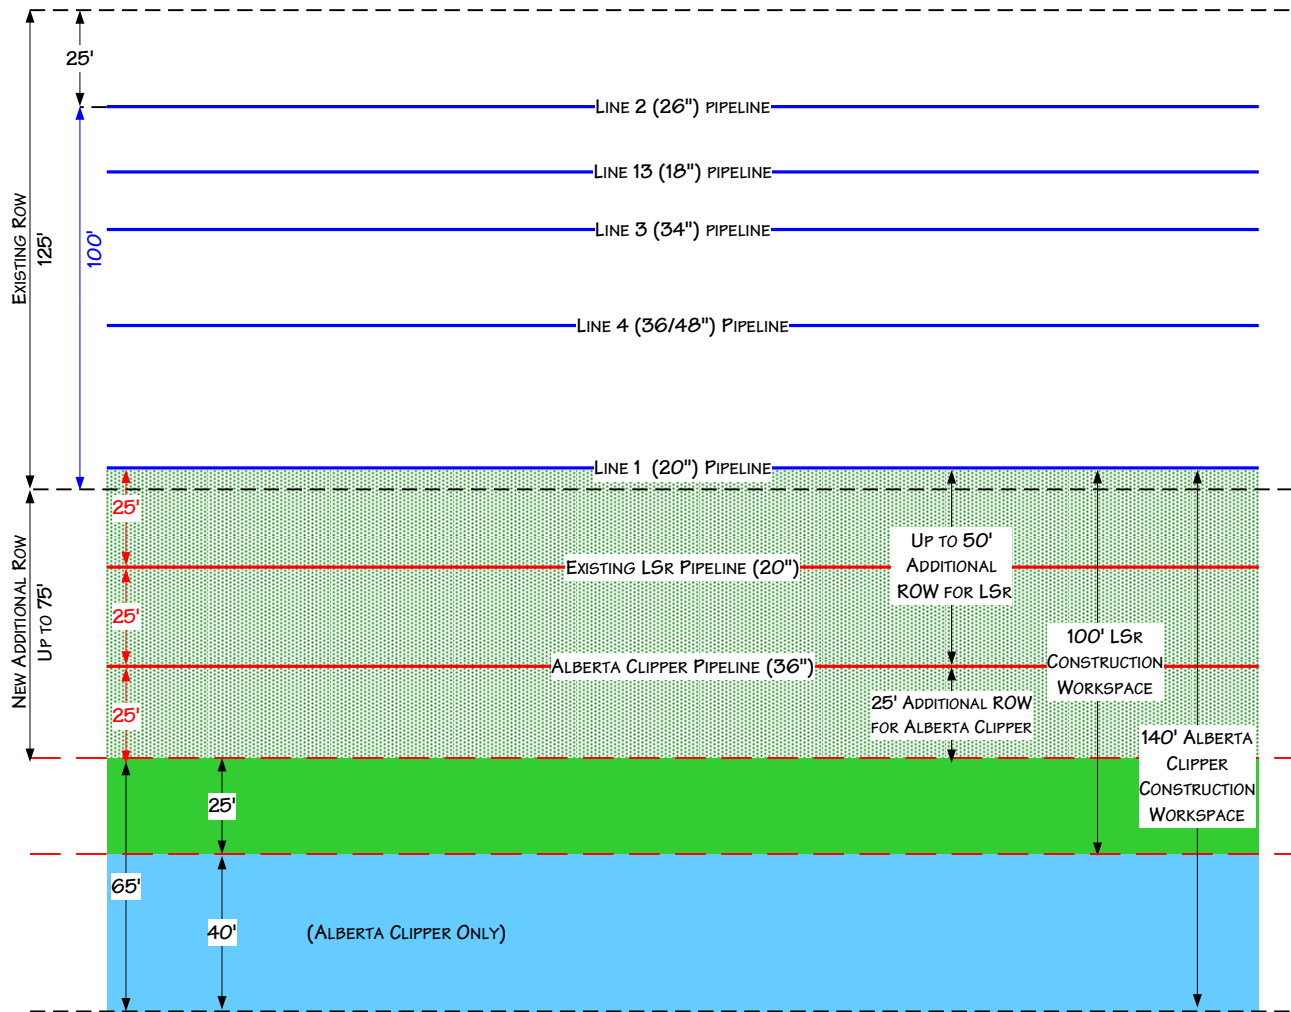 25'
Line 2 (26") pipeline
Line 13 (18") pipeline
Line 3 (34") pipeline
Existing Row
125'
100'
Line 4 (36/48") Pipeline
Line 1 (20") Pipeline
25'
Up to 50'
Additional
ROW for LSr
Existing LSr Pipeline (20")
New Additional Row
Up to 75'
25'
100' LSr
Construction
Workspace
Alberta Clipper Pipeline (36")
25'
25' Additional ROW
for Alberta Clipper
140' Alberta
Clipper
Construction
Workspace
25'
65'
40'
(Alberta Clipper Only)